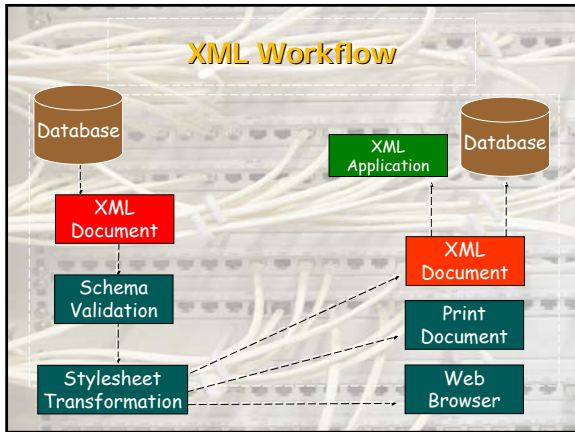 XML Workflow
Database
XML
Document
Schema
Validation
Stylesheet
Transformation
XML
Application
Database
XML
Document
Print
Document
Web
Browser